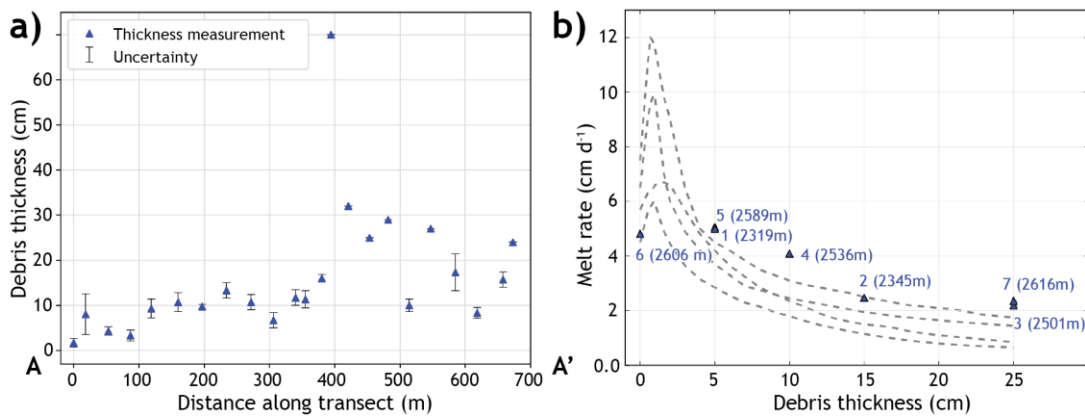 a)
Thickness measurement
Uncertainty
60
50
40
30
20
10
0
Debris thickness (cm)
0 100 200 300 400 500 600 700
Distance along transect (m)
A
A'
b)
12
10
8
6
4
2
0.0
Melt rate (cm d⁻¹)
5 (2589m)
1 (2319m)
6 (2606 m)
4 (2536m)
2 (2345m)
7 (2616m)
3 (2501m)
0 5 10 15 20 25
Debris thickness (cm)